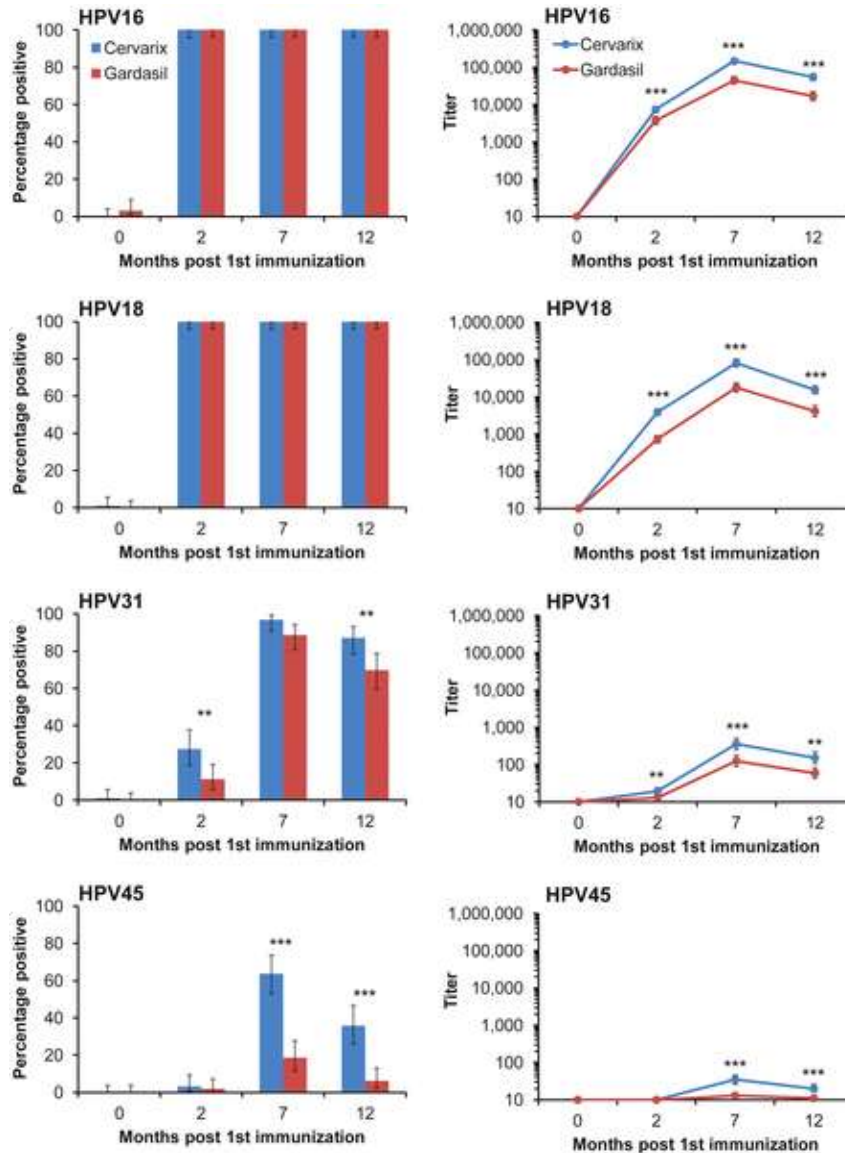 HPV16
Percentage positive
100
80
60
40
20
0
Cervarix
Gardasil
0 2 7 12
Months post 1st immunization
HPV16
Titer
1,000,000
100,000
10,000
1,000
100
10
Cervarix
Gardasil
***
***
***
0 2 7 12
Months post 1st immunization
HPV18
Percentage positive
100
80
60
40
20
0
0 2 7 12
Months post 1st immunization
HPV18
Titer
1,000,000
100,000
10,000
1,000
100
10
***
***
***
0 2 7 12
Months post 1st immunization
HPV31
Percentage positive
100
80
60
40
20
0
**
**
0 2 7 12
Months post 1st immunization
HPV31
Titer
1,000,000
100,000
10,000
1,000
100
10
**
***
**
0 2 7 12
Months post 1st immunization
HPV45
Percentage positive
100
80
60
40
20
0
***
***
0 2 7 12
Months post 1st immunization
HPV45
Titer
1,000,000
100,000
10,000
1,000
100
10
***
***
0 2 7 12
Months post 1st immunization